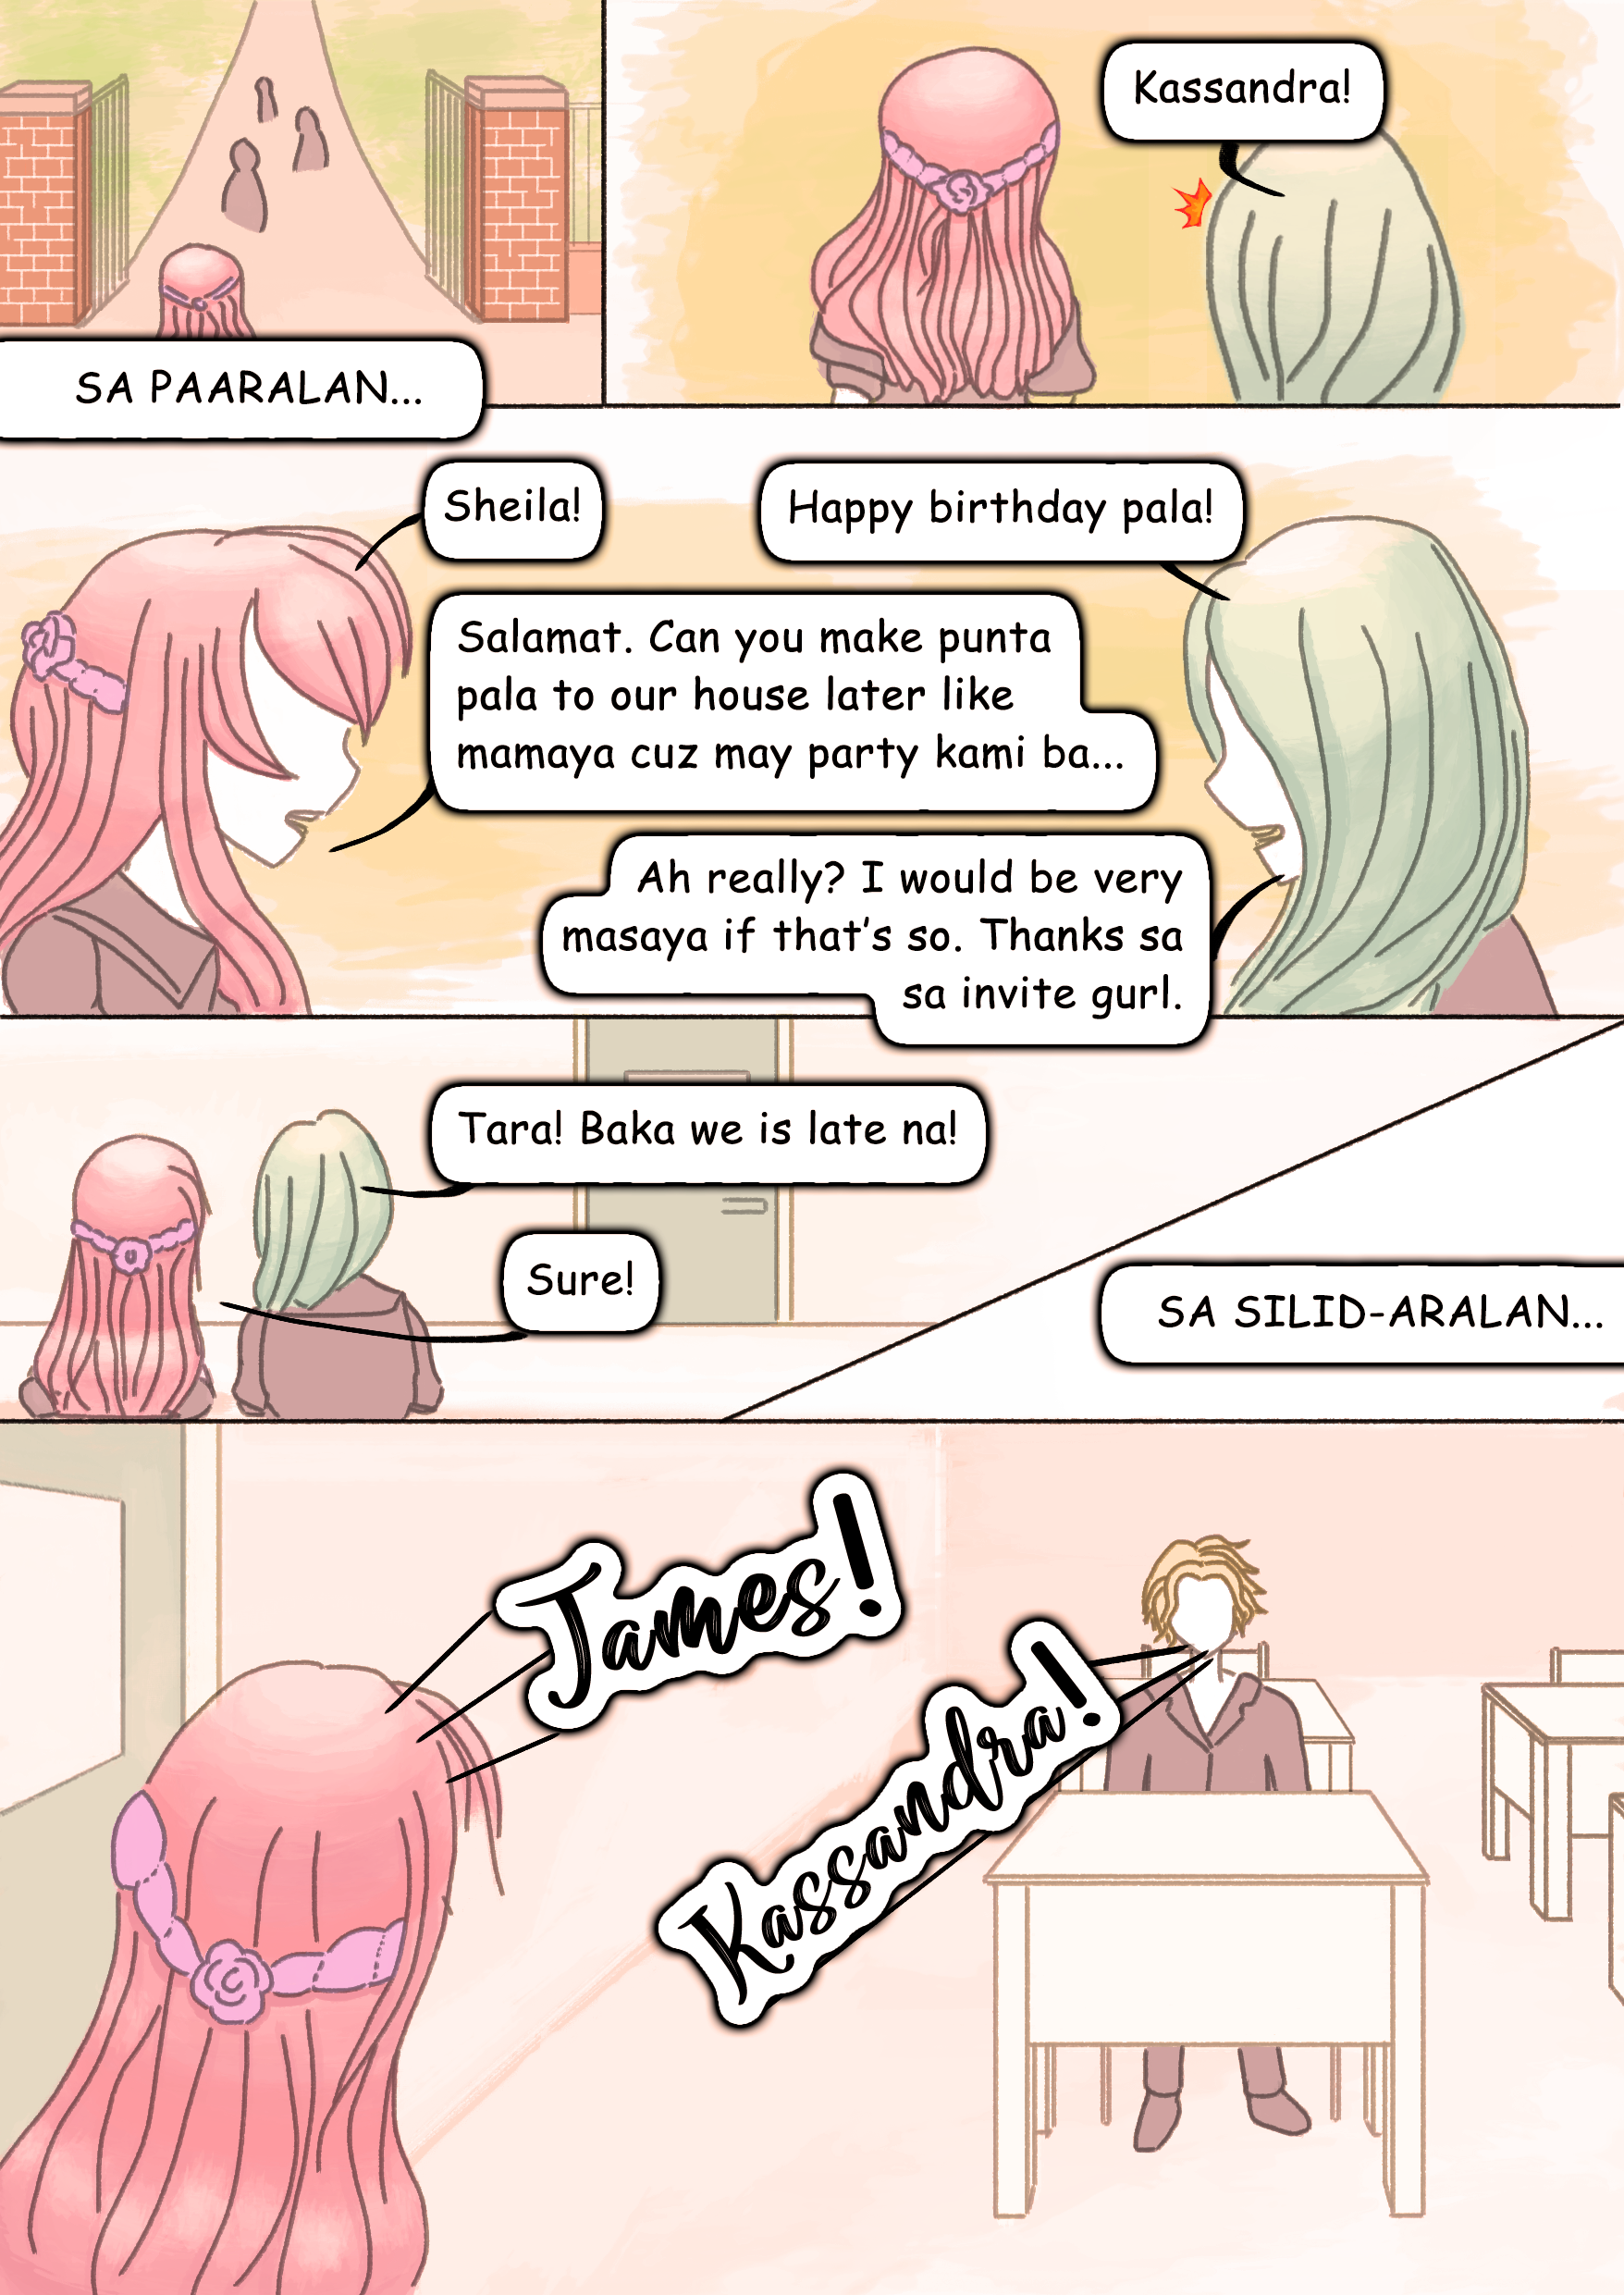 Kassandra!
SA PAARALAN...
Sheila!
Happy birthday pala!
Salamat. Can you make punta
pala to our house later like
mamaya cuz may party kami ba...
Ah really? I would be very
masaya if that's so. Thanks sa
sa invite gurl.
Tara! Baka we is late na!
Sure!
SA SILID-ARALAN...
James!
Kassandra!